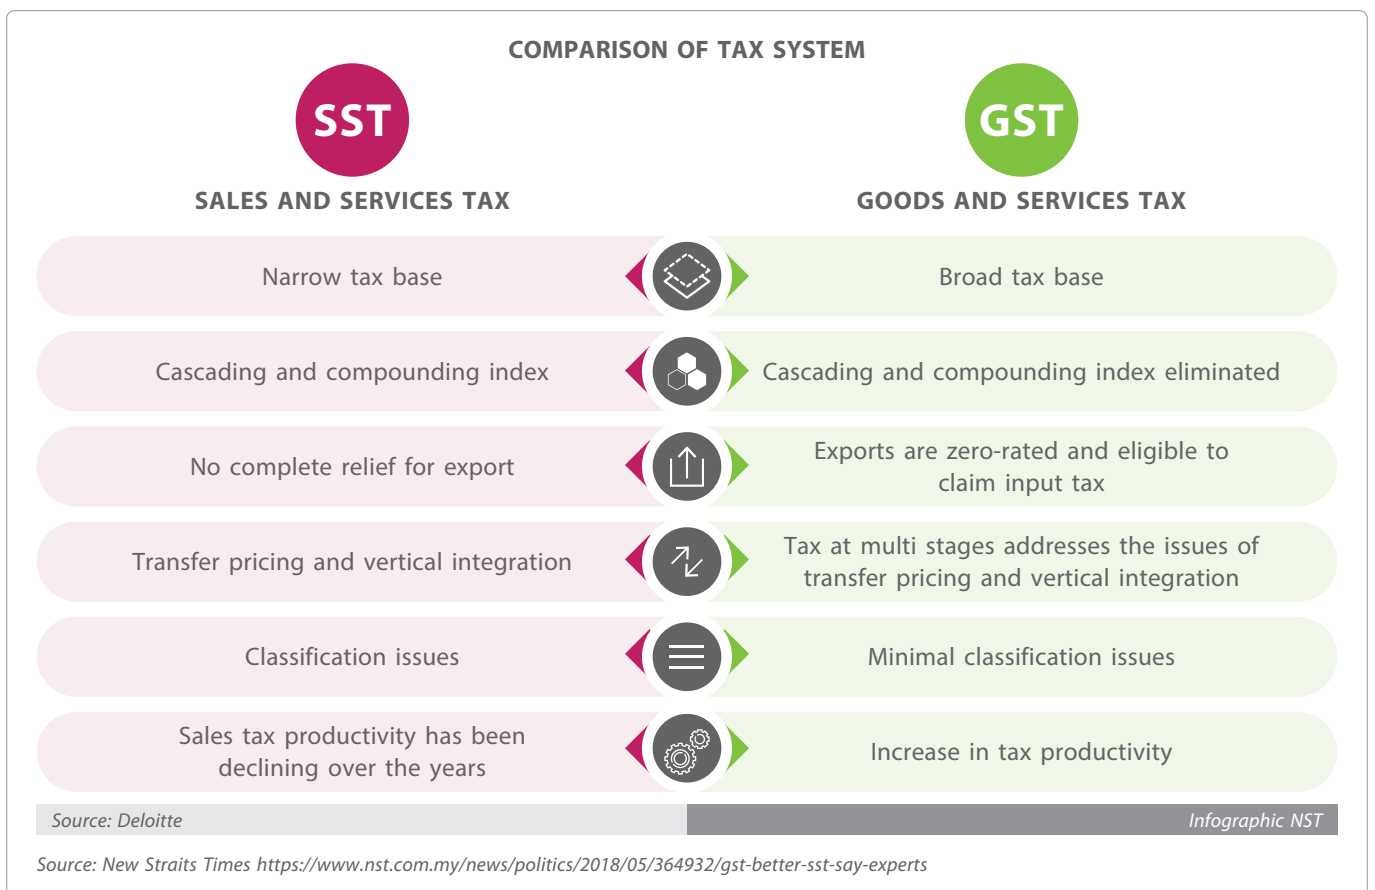 COMPARISON OF TAX SYSTEM
SST
GST
SALES AND SERVICES TAX
GOODS AND SERVICES TAX
Narrow tax base
Broad tax base
Cascading and compounding index
Cascading and compounding index eliminated
No complete relief for export
Exports are zero-rated and eligible to
claim input tax
Transfer pricing and vertical integration
Tax at multi stages addresses the issues of
transfer pricing and vertical integration
Classification issues
Minimal classification issues
Sales tax productivity has been
declining over the years
Increase in tax productivity
Source: Deloitte
Infographic NST
Source: New Straits Times https://www.nst.com.my/news/politics/2018/05/364932/gst-better-sst-say-experts